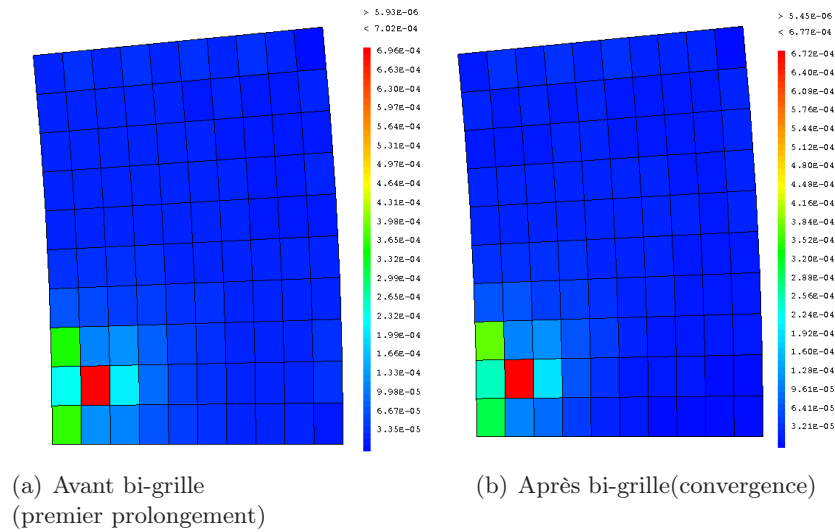 > 5.93E-06
< 7.02E-04
6.96E-04
6.63E-04
6.30E-04
5.97E-04
5.64E-04
5.30E-04
4.97E-04
4.64E-04
4.31E-04
3.98E-04
3.65E-04
3.32E-04
2.99E-04
2.65E-04
2.32E-04
1.99E-04
1.66E-04
1.33E-04
9.98E-05
6.67E-05
3.35E-05
> 5.45E-06
< 6.77E-04
6.72E-04
6.40E-04
6.08E-04
5.76E-04
5.44E-04
5.12E-04
4.80E-04
4.48E-04
4.16E-04
3.84E-04
3.52E-04
3.20E-04
2.88E-04
2.56E-04
2.24E-04
1.92E-04
1.60E-04
1.28E-04
9.61E-05
6.41E-05
3.21E-05
(a) Avant bi-grille
(premier prolongement)
(b) Après bi-grille(convergence)